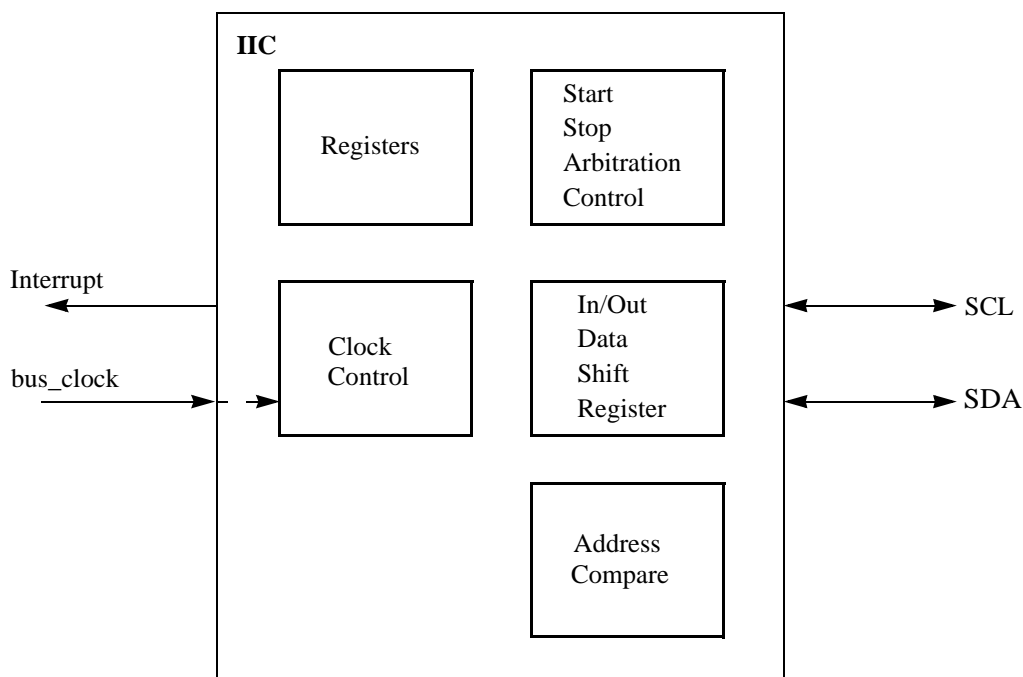 IIC
Registers
Start
Stop
Arbitration
Control
Interrupt
bus_clock
Clock
Control
In/Out
Data
Shift
Register
SCL
SDA
Address
Compare